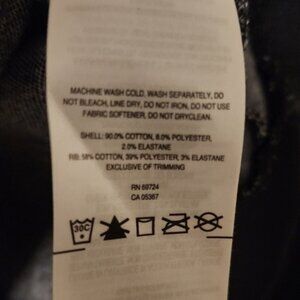 MACHINE WASH COLD, WASH SEPARATELY, DO
NOT BLEACH, LINE DRY, DO NOT IRON, DO NOT USE
FABRIC SOFTENER, DO NOT DRYCLEAN.
SHELL: 90.0% COTTON, 8.0% POLYESTER,
2.0% ELASTANE
RIB: 58% COTTON, 39% POLYESTER, 3% ELASTANE
EXCLUSIVE OF TRIMMING
RN 69724
CA 05367
30C